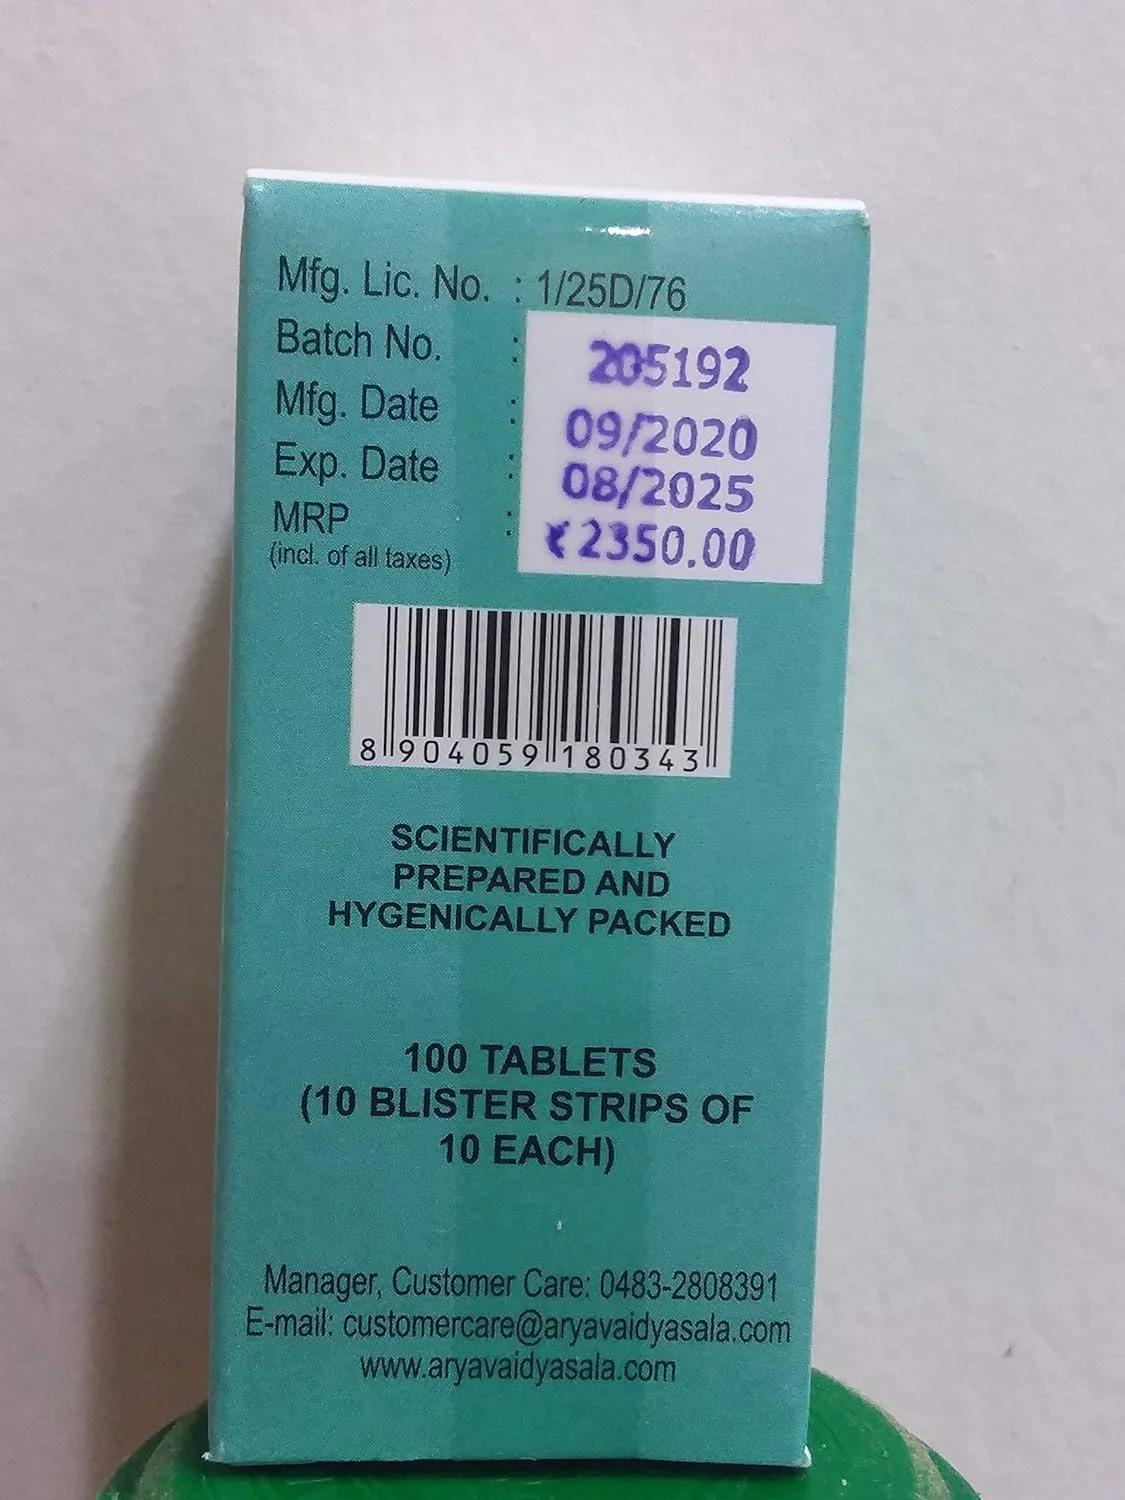 Mfg. Lic. No. : 1/25D/76
Batch No. : 205192
Mfg. Date : 09/2020
Exp. Date : 08/2025
MRP : ₹2350.00
(incl. of all taxes)
8 904059 180343
SCIENTIFICALLY
PREPARED AND
HYGENICALLY PACKED
100 TABLETS
(10 BLISTER STRIPS OF
10 EACH)
Manager, Customer Care: 0483-2808391
E-mail: customercare@aryavaidyasala.com
www.aryavaidyasala.com